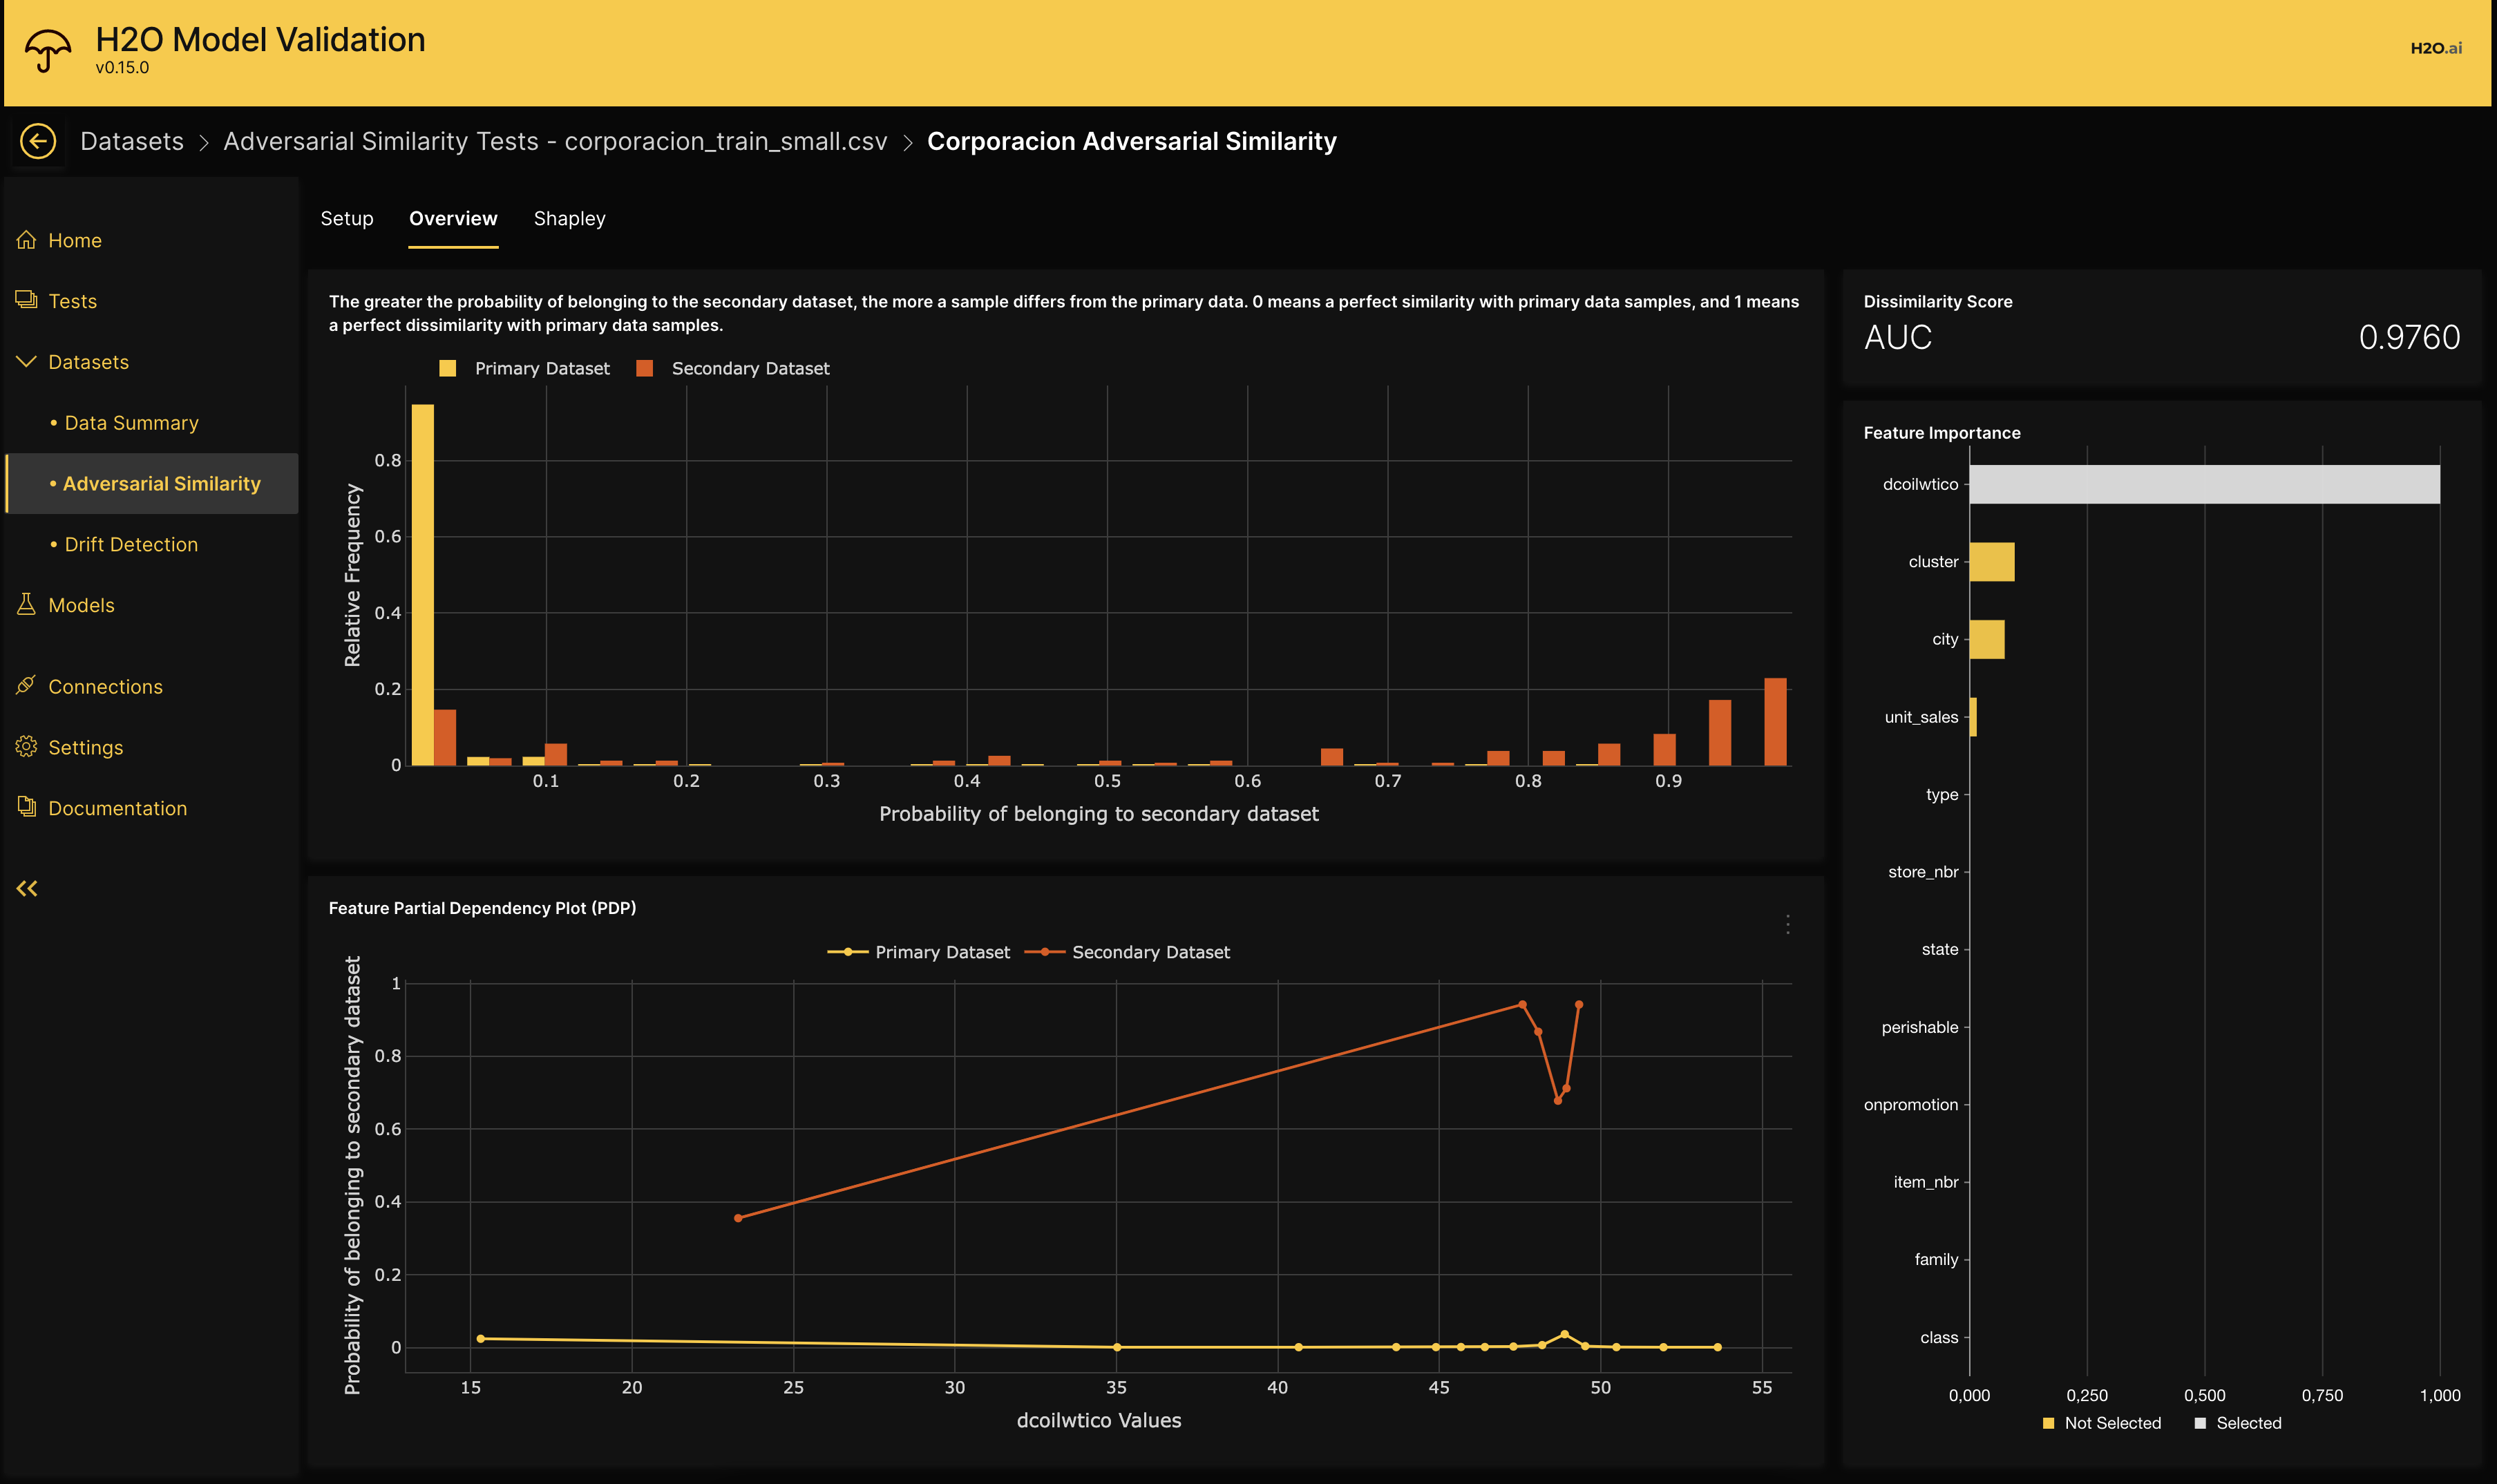 H2O Model Validation
v0.15.0
H2O.ai
Datasets > Adversarial Similarity Tests - corporacion_train_small.csv > Corporacion Adversarial Similarity
Home
Tests
Datasets
• Data Summary
• Adversarial Similarity
• Drift Detection
Models
Connections
Settings
Documentation
Setup Overview Shapley
The greater the probability of belonging to the secondary dataset, the more a sample differs from the primary data. 0 means a perfect similarity with primary data samples, and 1 means
a perfect dissimilarity with primary data samples.
Primary Dataset Secondary Dataset
Relative Frequency
0.8
0.6
0.4
0.2
0
0.1 0.2 0.3 0.4 0.5 0.6 0.7 0.8 0.9
Probability of belonging to secondary dataset
Feature Partial Dependency Plot (PDP)
Primary Dataset Secondary Dataset
Probability of belonging to secondary dataset
1
0.8
0.6
0.4
0.2
0
15 20 25 30 35 40 45 50 55
dcoilwtico Values
Dissimilarity Score
AUC 0.9760
Feature Importance
dcoilwtico
cluster
city
unit_sales
type
store_nbr
state
perishable
onpromotion
item_nbr
family
class
0,000 0,250 0,500 0,750 1,000
Not Selected Selected